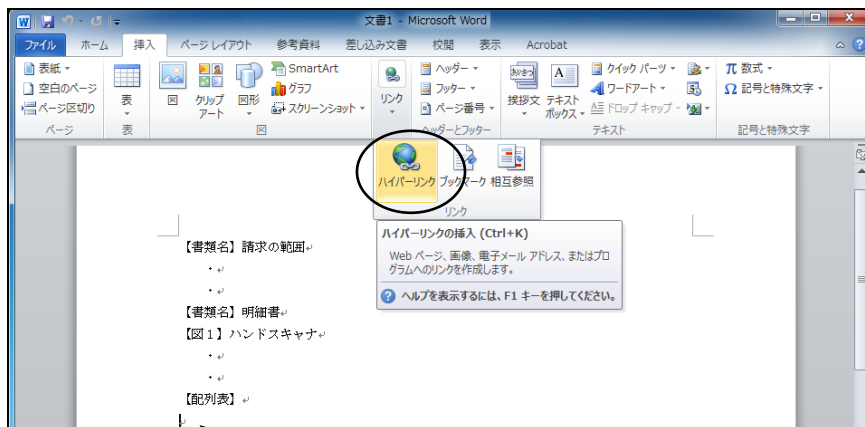 文書1 - Microsoft Word
ファイル ホーム 挿入 ページ レイアウト 参考資料 差し込み文書 校閲 表示 Acrobat
表紙
空白のページ
ページ区切り
ページ
表
表
図
クリップ
アート
図形
SmartArt
グラフ
スクリーンショット
図
リンク
ヘッダー
フッター
ページ番号
ヘッダーとフッター
挨拶文
テキスト
ボックス
クイック パーツ
ワードアート
ドロップ キャップ
テキスト
π 数式
Ω 記号と特殊文字
記号と特殊文字
ハイパーリンク ブックマーク 相互参照
リンク
ハイパーリンクの挿入 (Ctrl+K)
Web ページ、画像、電子メール アドレス、またはプロ
グラムへのリンクを作成します。
ヘルプを表示するには、F1 キーを押してください。
【書類名】請求の範囲
・
・
【書類名】明細書
【図1】ハンドスキャナ
・
・
【配列表】